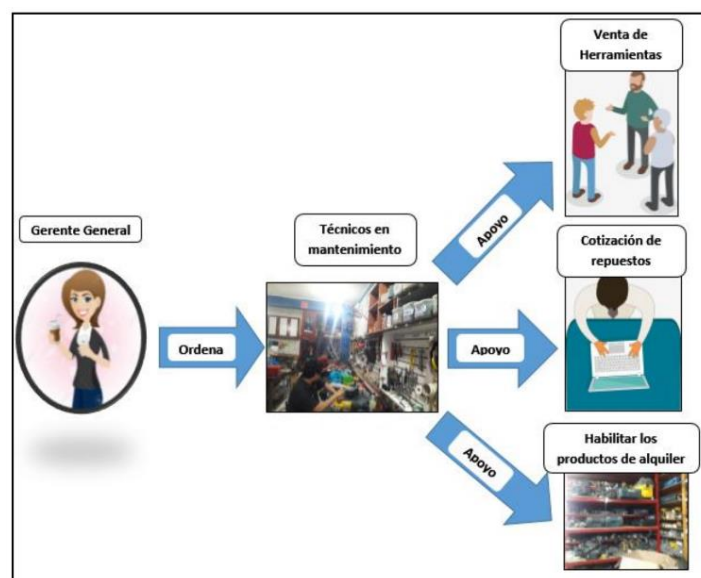 Venta de
Herramientas
Gerente General
Técnicos en
mantenimiento
Apoyo
Cotización de
repuestos
Ordena
Apoyo
Apoyo
Habilitar los
productos de alquiler